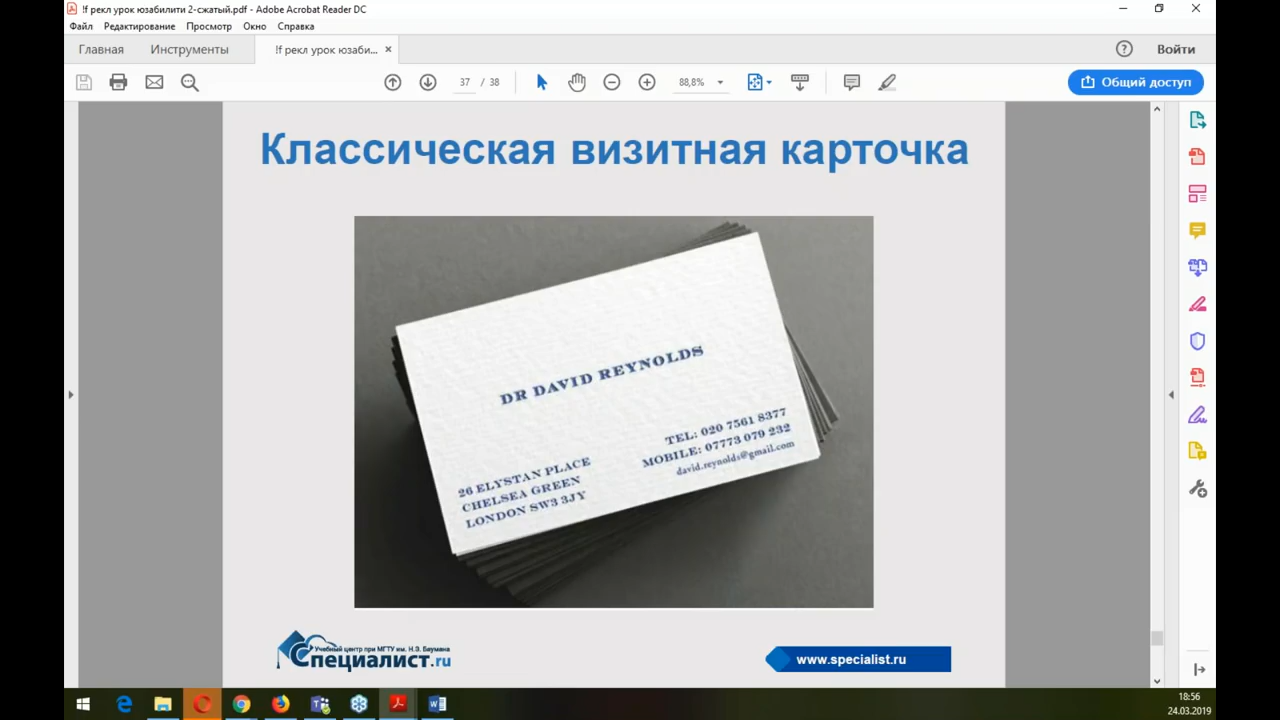 !f рекл урок юзабилити 2-сжатый.pdf - Adobe Acrobat Reader DC
Файл Редактирование Просмотр Окно Справка
Главная Инструменты !f рекл урок юзаби... Войти
37 / 38 88,8% Общий доступ
Классическая визитная карточка
DR DAVID REYNOLDS
TEL: 020 7561 8377
MOBILE: 07773 079 232
david.reynolds@gmail.com
26 ELYSTAN PLACE
CHELSEA GREEN
LONDON SW3 3JY
Учебный центр при МГТУ им. Н.Э. Баумана
Специалист.ru
www.specialist.ru
18:56
24.03.2019